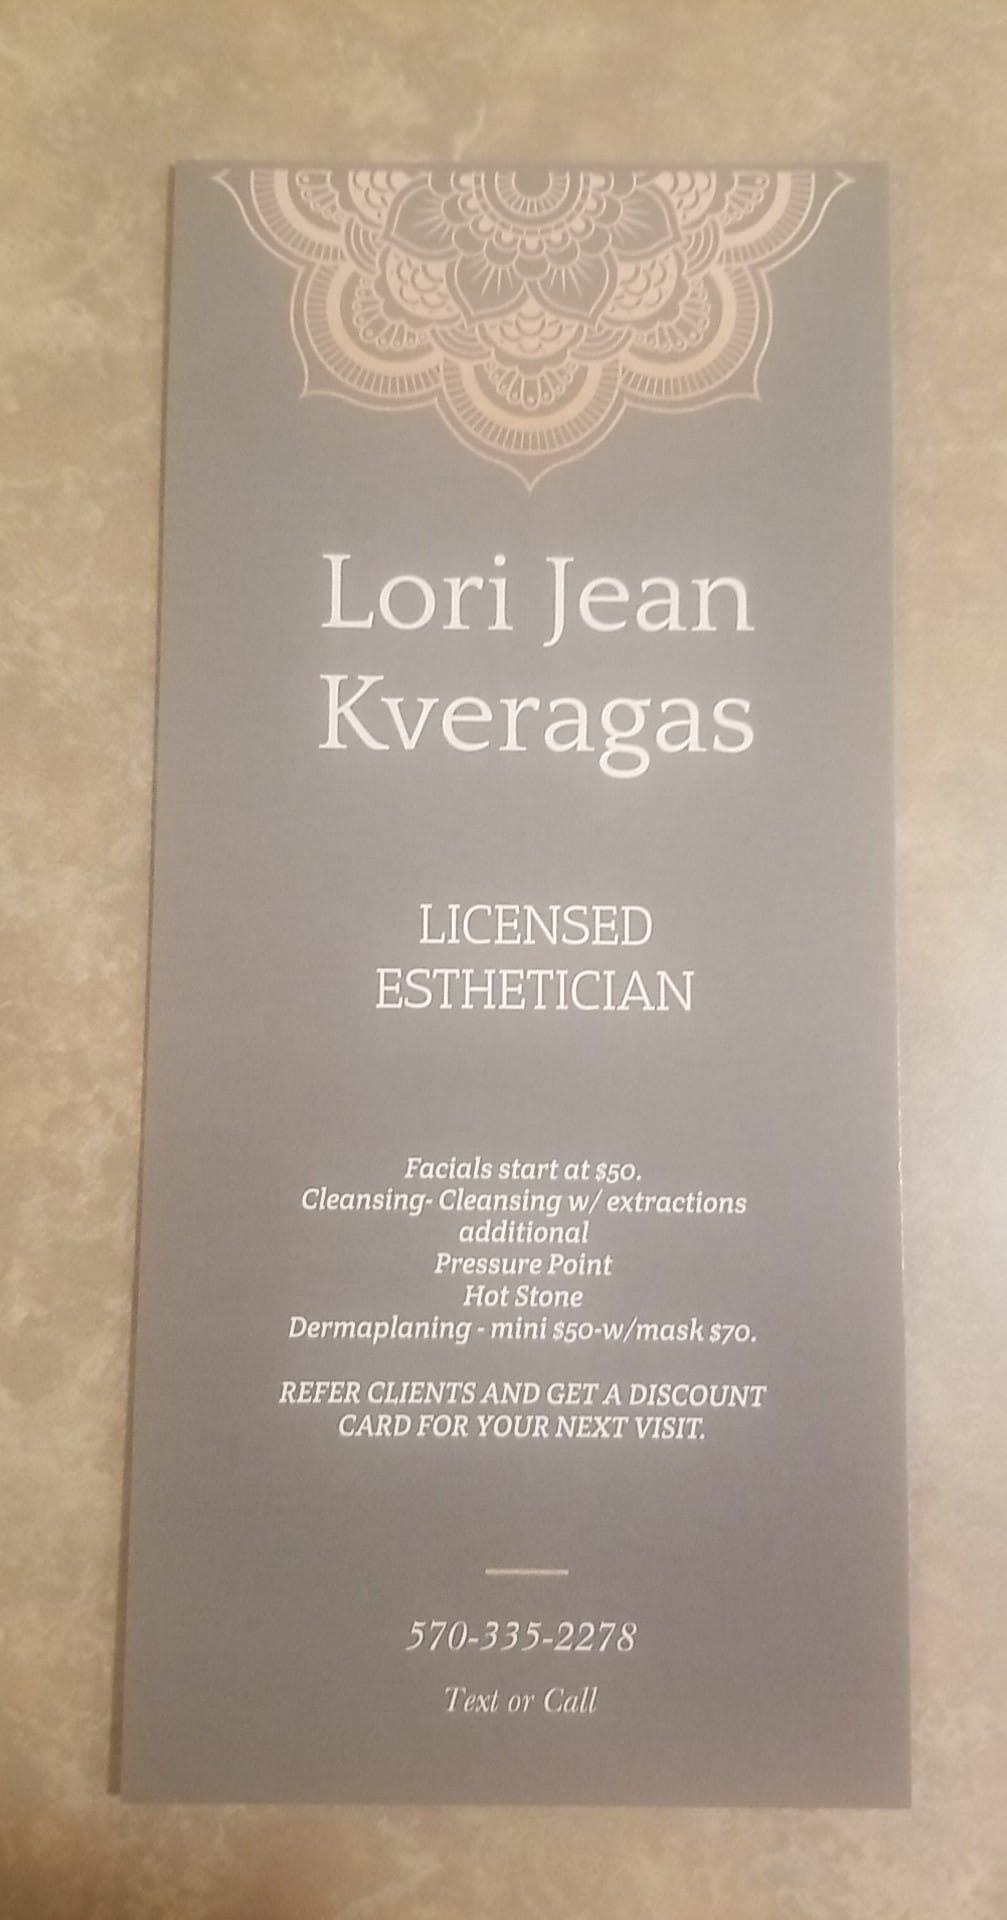 Lori Jean
Kveragas
LICENSED
ESTHETICIAN
Facials start at $50.
Cleansing- Cleansing w/ extractions
additional
Pressure Point
Hot Stone
Dermaplaning - mini $50-w/mask $70.
REFER CLIENTS AND GET A DISCOUNT
CARD FOR YOUR NEXT VISIT.
570-335-2278
Text or Call